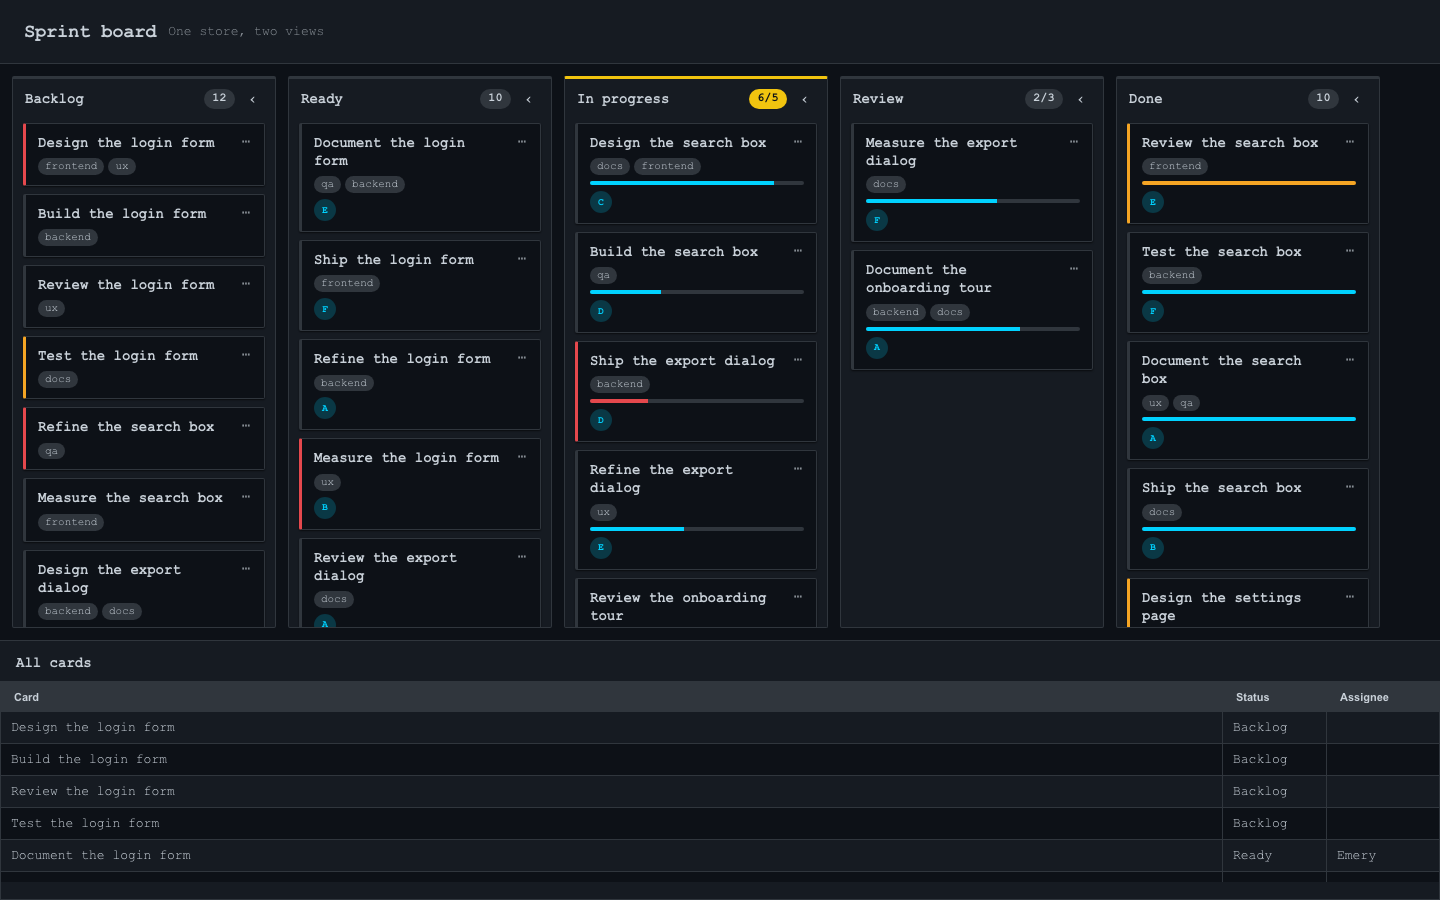 Sprint board One store, two views
Backlog 12 ‹
Design the login form ⋯
frontend ux
Build the login form ⋯
backend
Review the login form ⋯
ux
Test the login form ⋯
docs
Refine the search box ⋯
qa
Measure the search box ⋯
frontend
Design the export ⋯
dialog
backend docs
Ready 10 ‹
Document the login ⋯
form
qa backend
E
Ship the login form ⋯
frontend
F
Refine the login form ⋯
backend
A
Measure the login form ⋯
ux
B
Review the export ⋯
dialog
docs
A
In progress 6/5 ‹
Design the search box ⋯
docs frontend
C
Build the search box ⋯
qa
D
Ship the export dialog ⋯
backend
D
Refine the export ⋯
dialog
ux
E
Review the onboarding ⋯
tour
Review 2/3 ‹
Measure the export ⋯
dialog
docs
F
Document the ⋯
onboarding tour
backend docs
A
Done 10 ‹
Review the search box ⋯
frontend
E
Test the search box ⋯
backend
F
Document the search ⋯
box
ux qa
A
Ship the search box ⋯
docs
B
Design the settings ⋯
page
All cards
Card Status Assignee
Design the login form Backlog
Build the login form Backlog
Review the login form Backlog
Test the login form Backlog
Document the login form Ready Emery